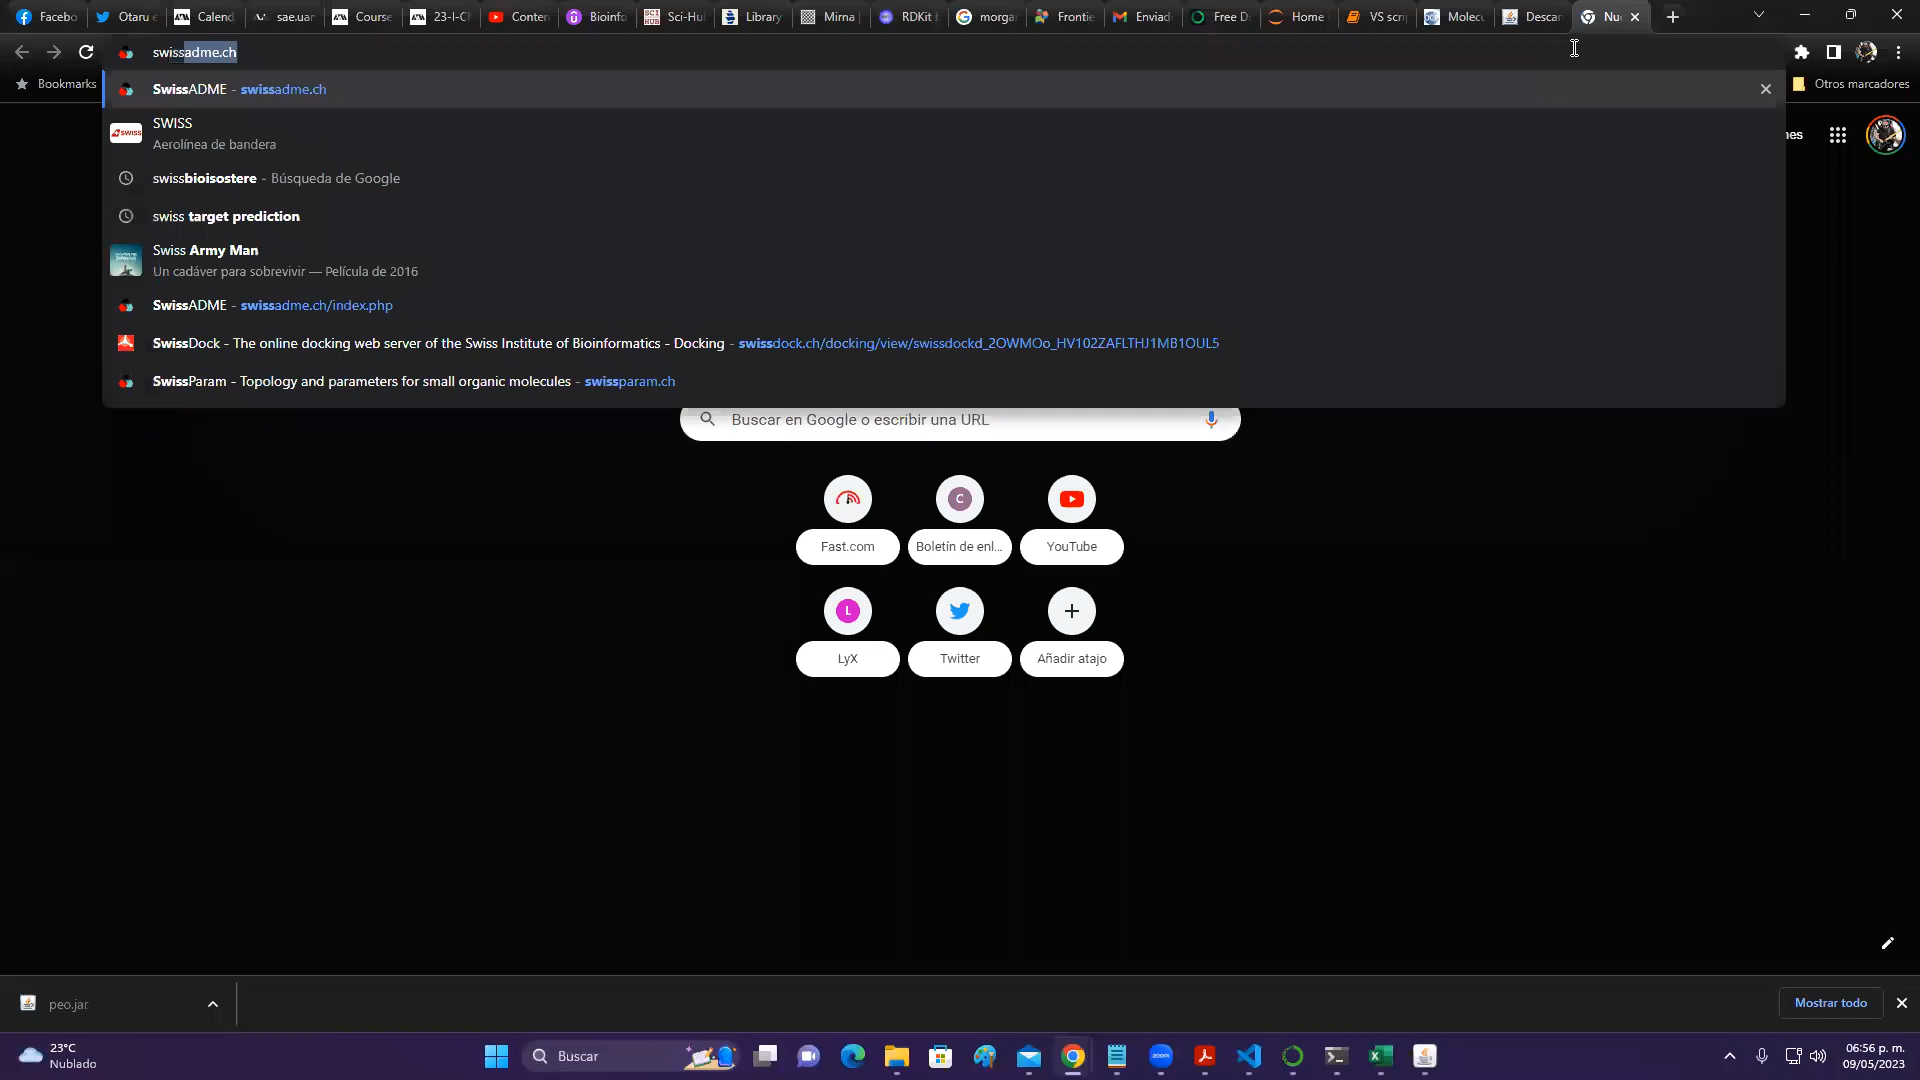 Facebo Otaru Calend sae.uar Course 23-I-CI Conter Bioinfo Sci-Hul Library Mirna RDKit morga Frontie Enviad Free D Home VS scri Molecu Descar Nu
swissadme.ch
Bookmarks
Otros marcadores
SwissADME - swissadme.ch
SWISS
Aerolínea de bandera
swissbioisostere - Búsqueda de Google
swiss target prediction
Swiss Army Man
Un cadáver para sobrevivir — Película de 2016
SwissADME - swissadme.ch/index.php
SwissDock - The online docking web server of the Swiss Institute of Bioinformatics - Docking - swissdock.ch/docking/view/swissdockd_2OWMOo_HV102ZAFLTHJ1MB1OUL5
SwissParam - Topology and parameters for small organic molecules - swissparam.ch
Buscar en Google o escribir una URL
Fast.com Boletín de enl... YouTube
LyX Twitter Añadir atajo
peo.jar
Mostrar todo
23°C
Nublado
Buscar
06:56 p. m.
09/05/2023